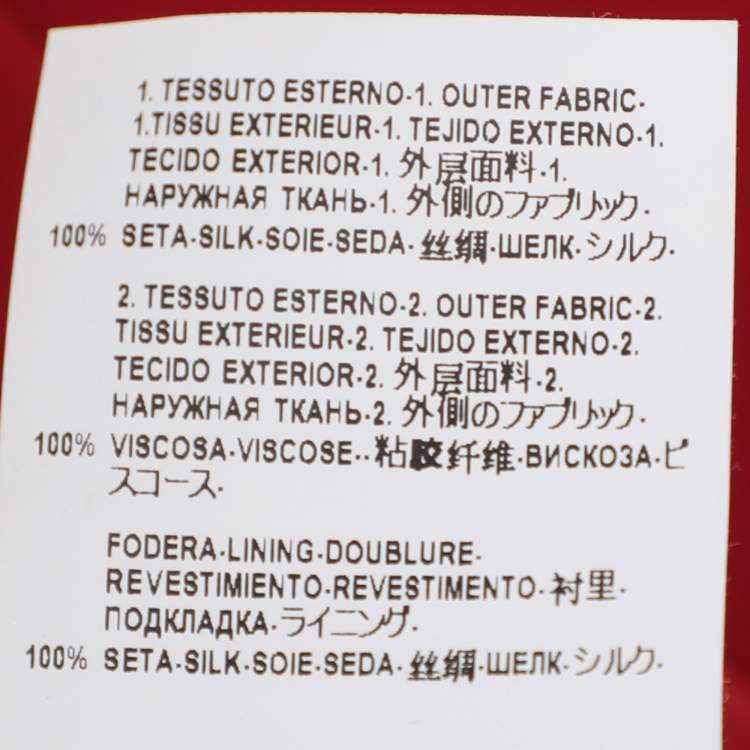 1. TESSUTO ESTERNO-1. OUTER FABRIC-
1.TISSU EXTERIEUR-1. TEJIDO EXTERNO-1.
TECIDO EXTERIOR-1. 外层面料-1.
НАРУЖНАЯ ТКАНЬ-1. 外側のファブリック-
100% SETA-SILK-SOIE-SEDA-丝绸-ШЕЛК-シルク-
2. TESSUTO ESTERNO-2. OUTER FABRIC-2.
TISSU EXTERIEUR-2. TEJIDO EXTERNO-2.
TECIDO EXTERIOR-2. 外层面料-2.
НАРУЖНАЯ ТКАНЬ-2. 外側のファブリック-
100% VISCOSA-VISCOSE--粘胶纤维-ВИСКОЗА-ビ
スコース-
FODERA-LINING-DOUBLURE-
REVESTIMIENTO-REVESTIMENTO-衬里-
ПОДКЛАДКА-ライニング-
100% SETA-SILK-SOIE-SEDA-丝绸-ШЕЛК-シルク-